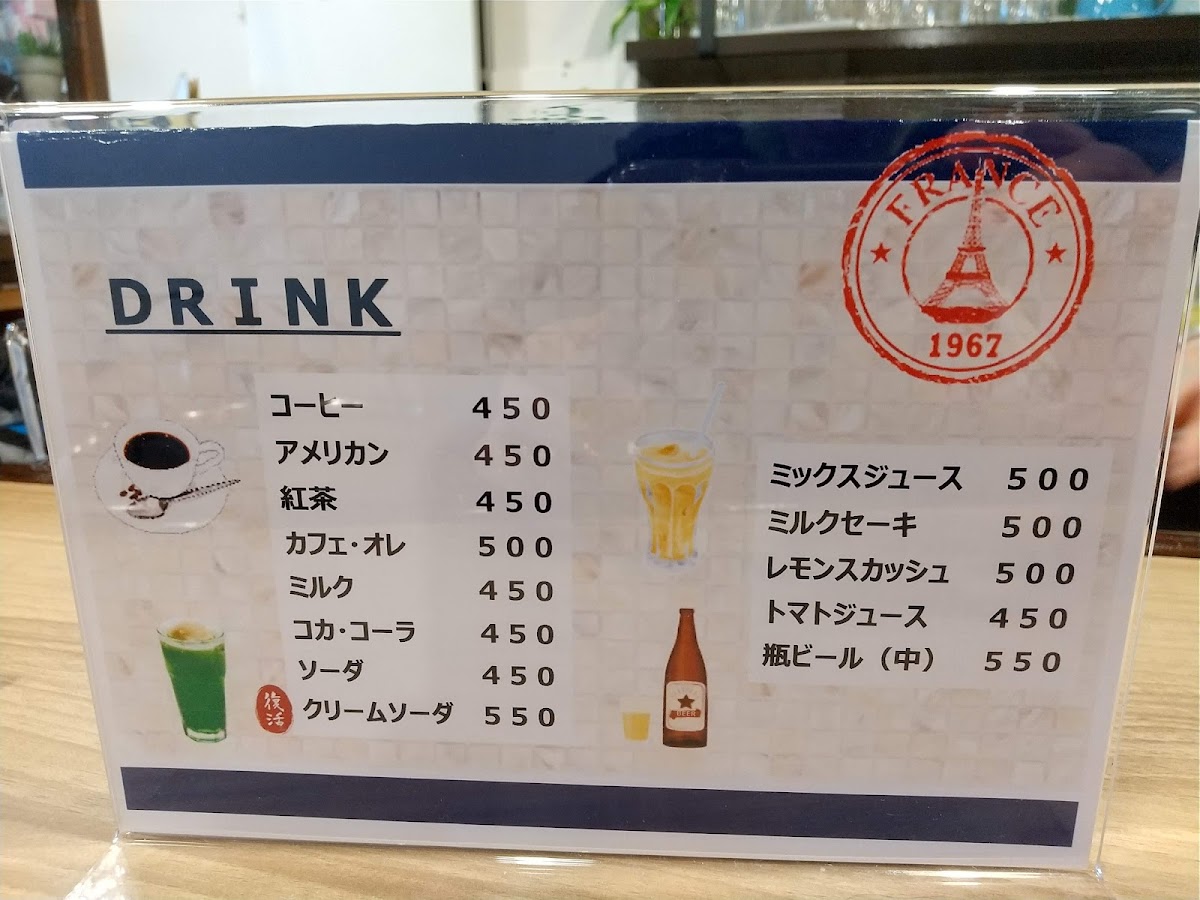 FRANCE
1967
DRINK
コーヒー 450
アメリカン 450
紅茶 450
カフェ・オレ 500
ミルク 450
コカ・コーラ 450
ソーダ 450
復活 クリームソーダ 550
ミックスジュース 500
ミルクセーキ 500
レモンスカッシュ 500
トマトジュース 450
瓶ビール（中） 550
BEER